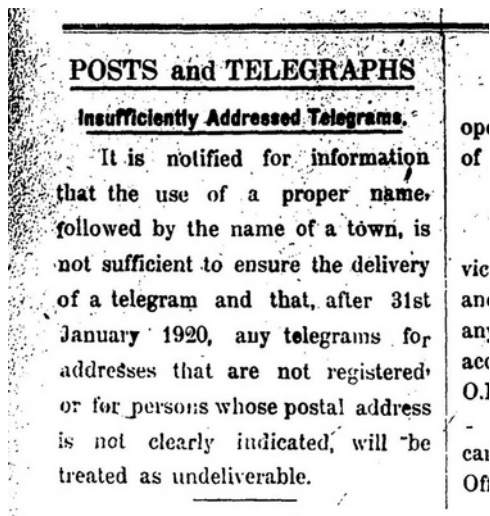 POSTS and TELEGRAPHS
Insufficiently Addressed Telegrams.
It is notified for information
that the use of a proper name,
followed by the name of a town, is
not sufficient to ensure the delivery
of a telegram and that, after 31st
January 1920, any telegrams for
addresses that are not registered,
or for persons whose postal address
is not clearly indicated, will be
treated as undeliverable.
of
any